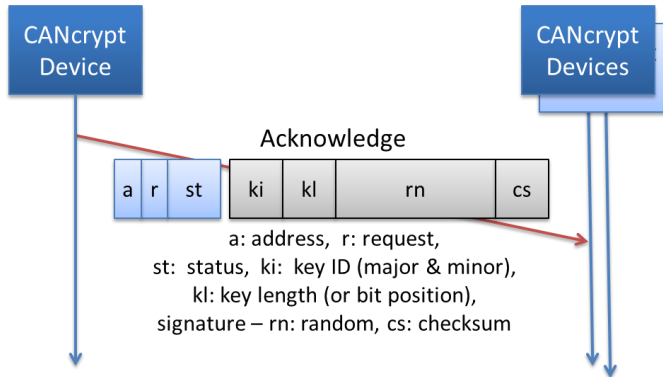 CANcrypt
Device
CANcrypt
Devices
Acknowledge
a r st ki kl rn cs
a: address, r: request,
st: status, ki: key ID (major & minor),
kl: key length (or bit position),
signature – rn: random, cs: checksum